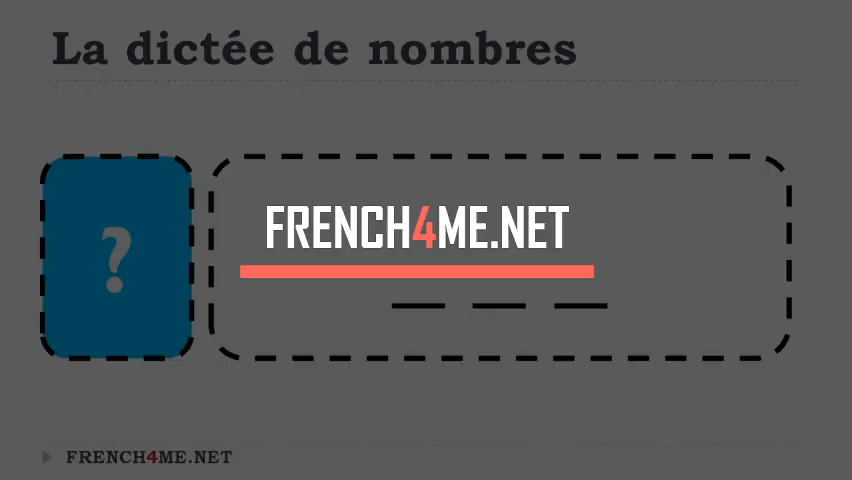 La dictée de nombres
?
FRENCH4ME.NET
FRENCH4ME.NET